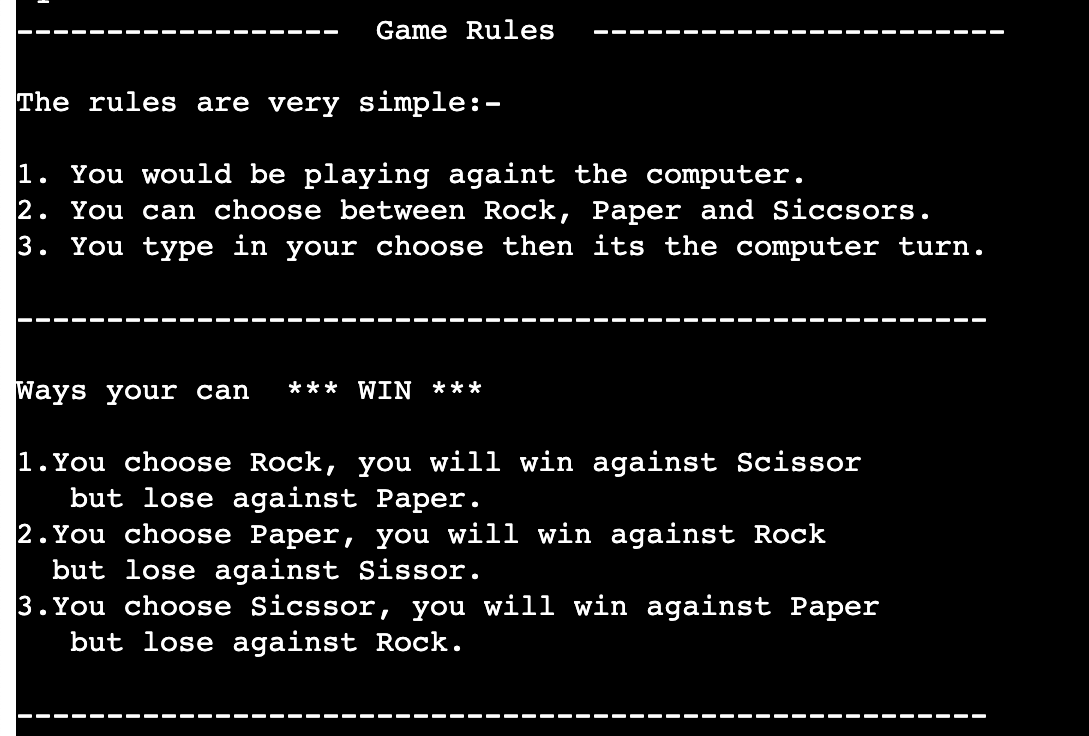 ------------------  Game Rules  -----------------------
The rules are very simple:-
1. You would be playing againt the computer.
2. You can choose between Rock, Paper and Siccsors.
3. You type in your choose then its the computer turn.
------------------------------------------------------
Ways your can  *** WIN ***
1.You choose Rock, you will win against Scissor
   but lose against Paper.
2.You choose Paper, you will win against Rock
  but lose against Sissor.
3.You choose Sicssor, you will win against Paper
   but lose against Rock.
------------------------------------------------------